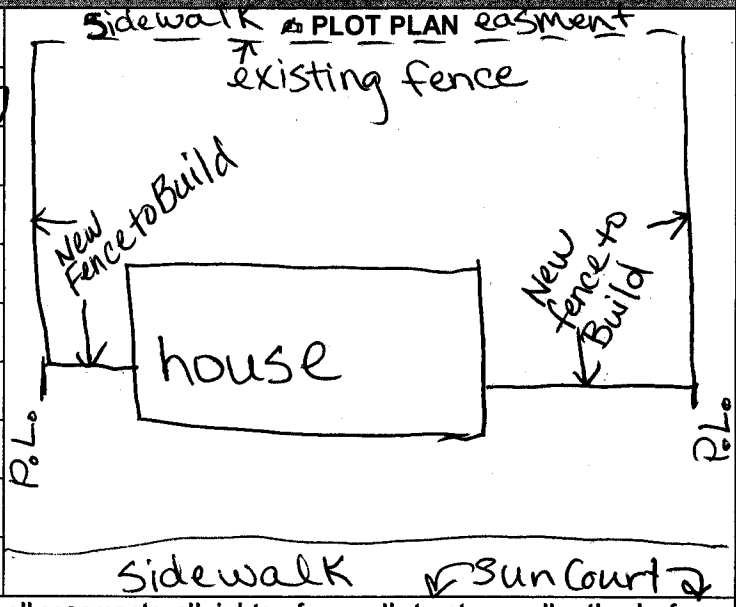 sidewalk ✍ PLOT PLAN easment
existing fence
New
Fence to Build
New
fence to
Build
house
P.L.
P.L.
Sidewalk Sun Court